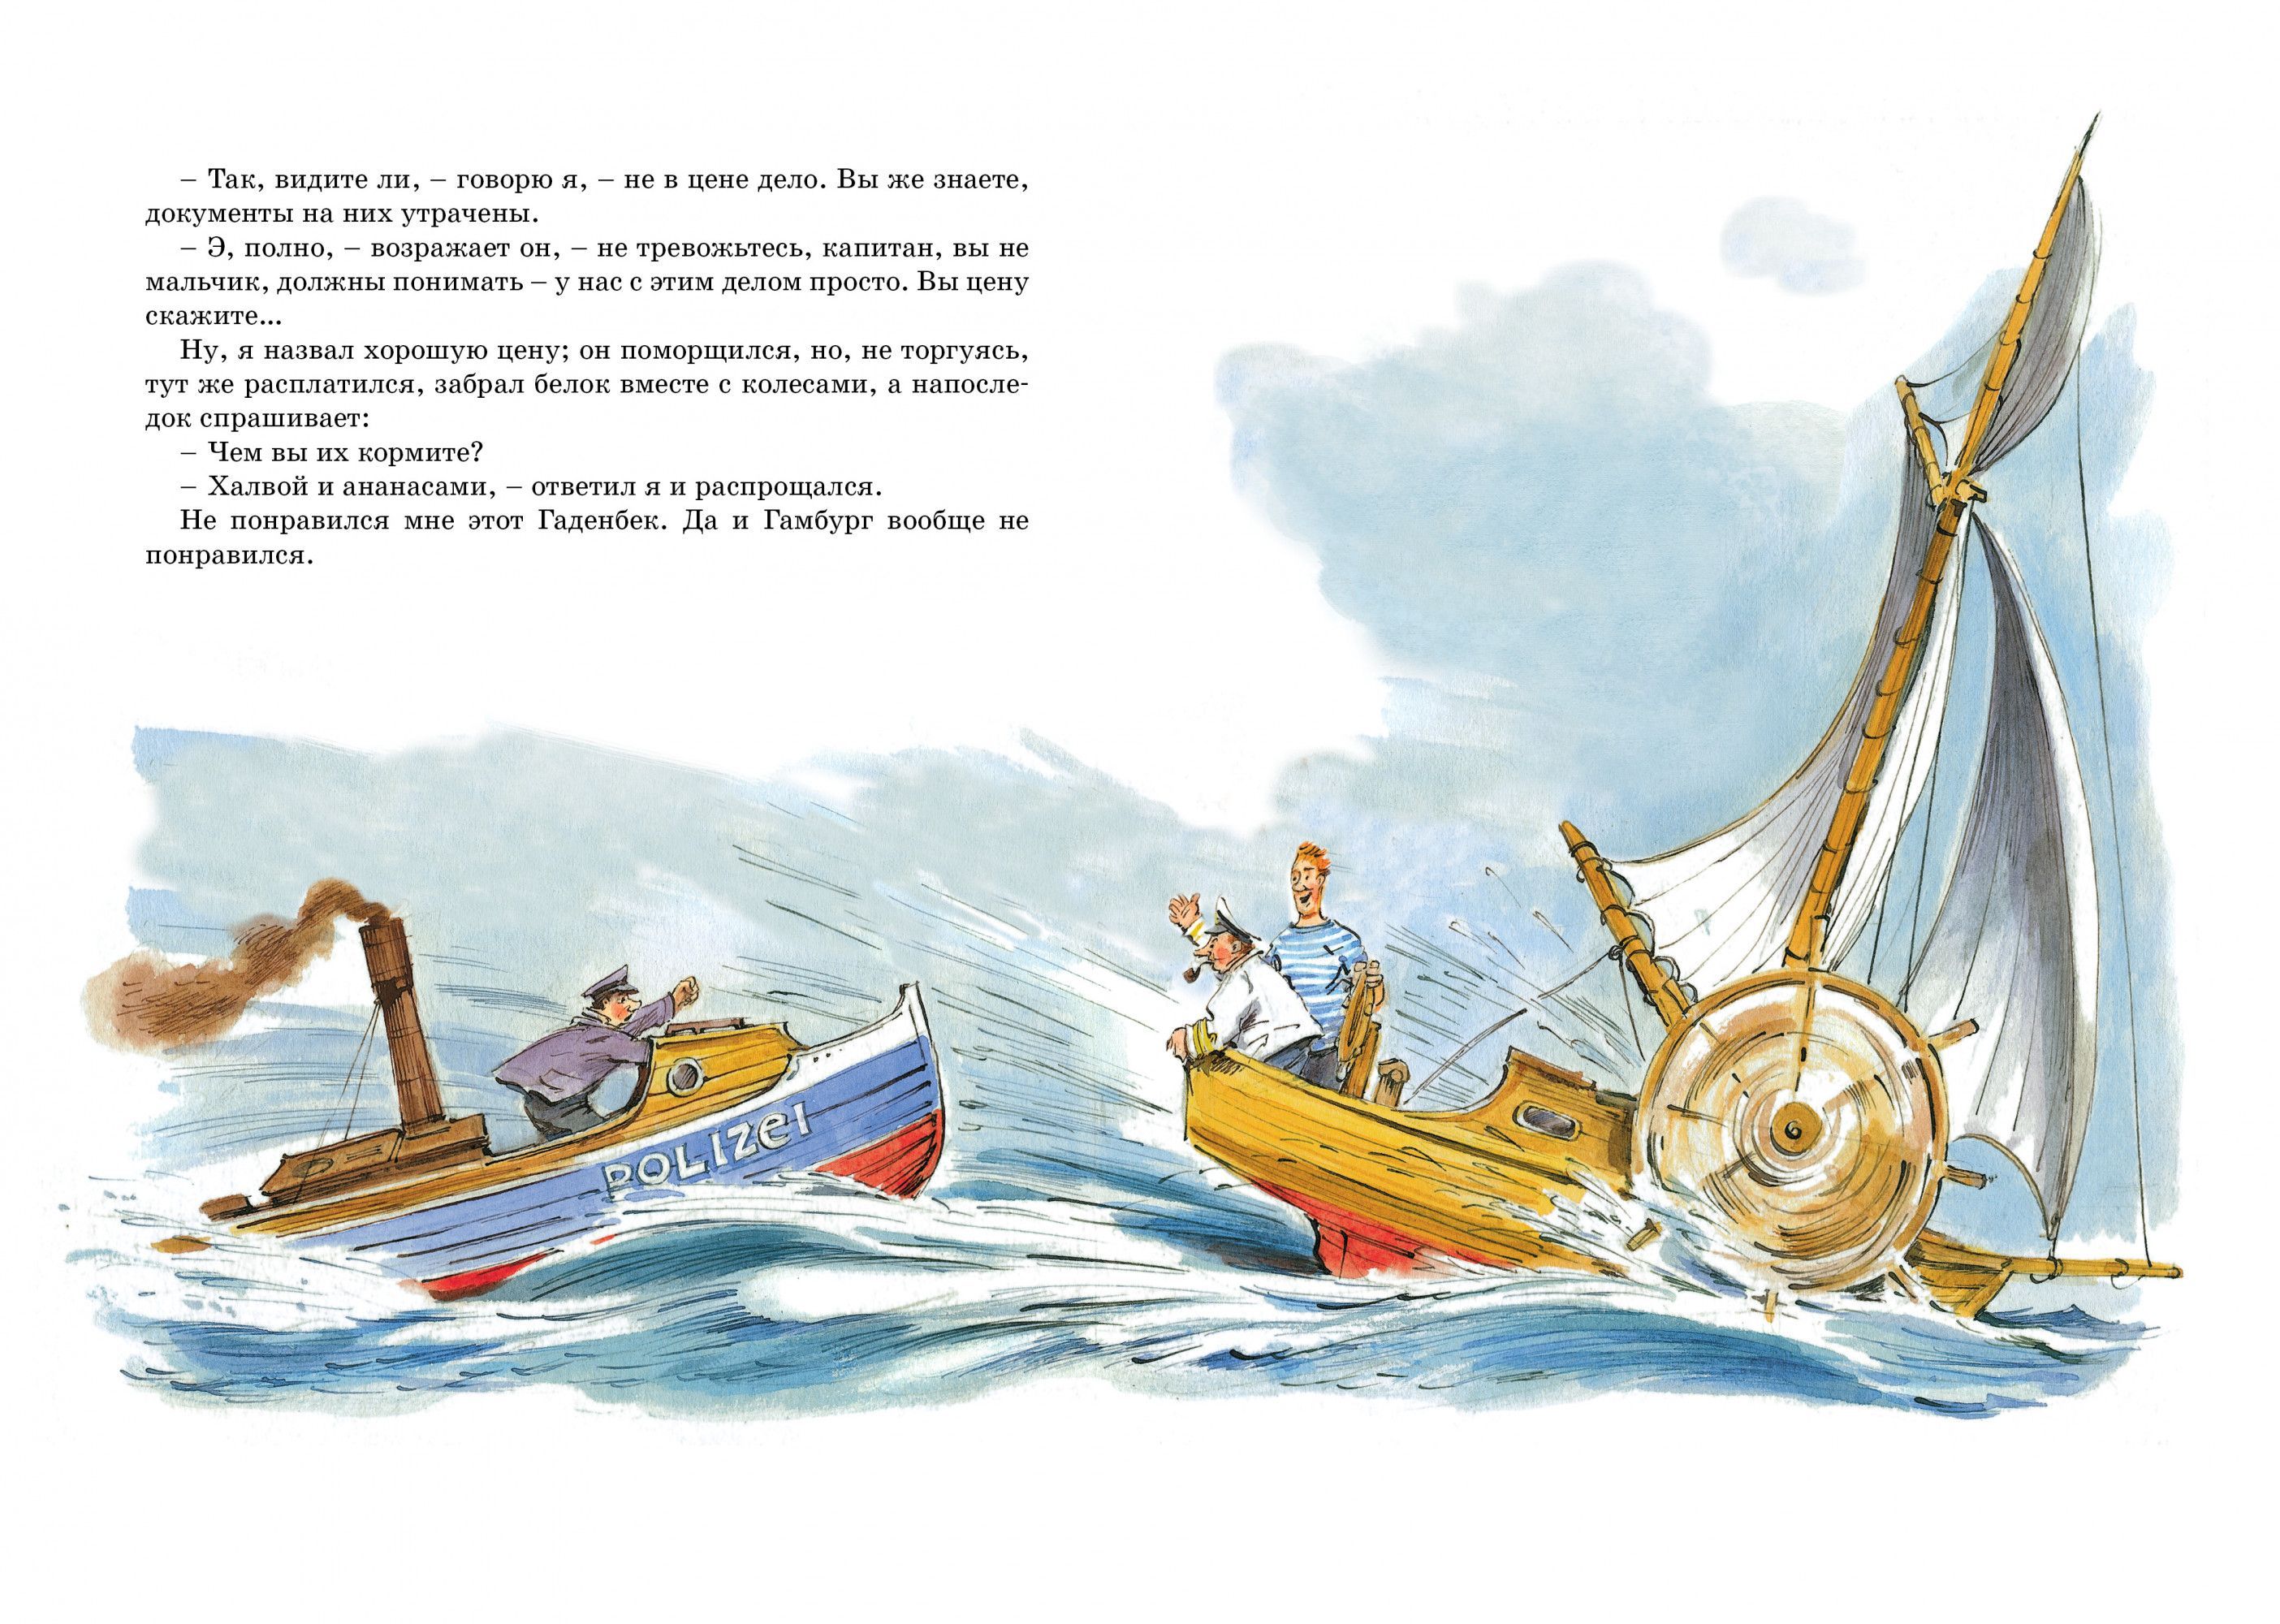 – Так, видите ли, – говорю я, – не в цене дело. Вы же знаете,
документы на них утрачены.
– Э, полно, – возражает он, – не тревожьтесь, капитан, вы не
мальчик, должны понимать – у нас с этим делом просто. Вы цену
скажите...
Ну, я назвал хорошую цену; он поморщился, но, не торгуясь,
тут же расплатился, забрал белок вместе с колесами, а напосле-
док спрашивает:
– Чем вы их кормите?
– Халвой и ананасами, – ответил я и распрощался.
Не понравился мне этот Гаденбек. Да и Гамбург вообще не
понравился.
POLIZEI